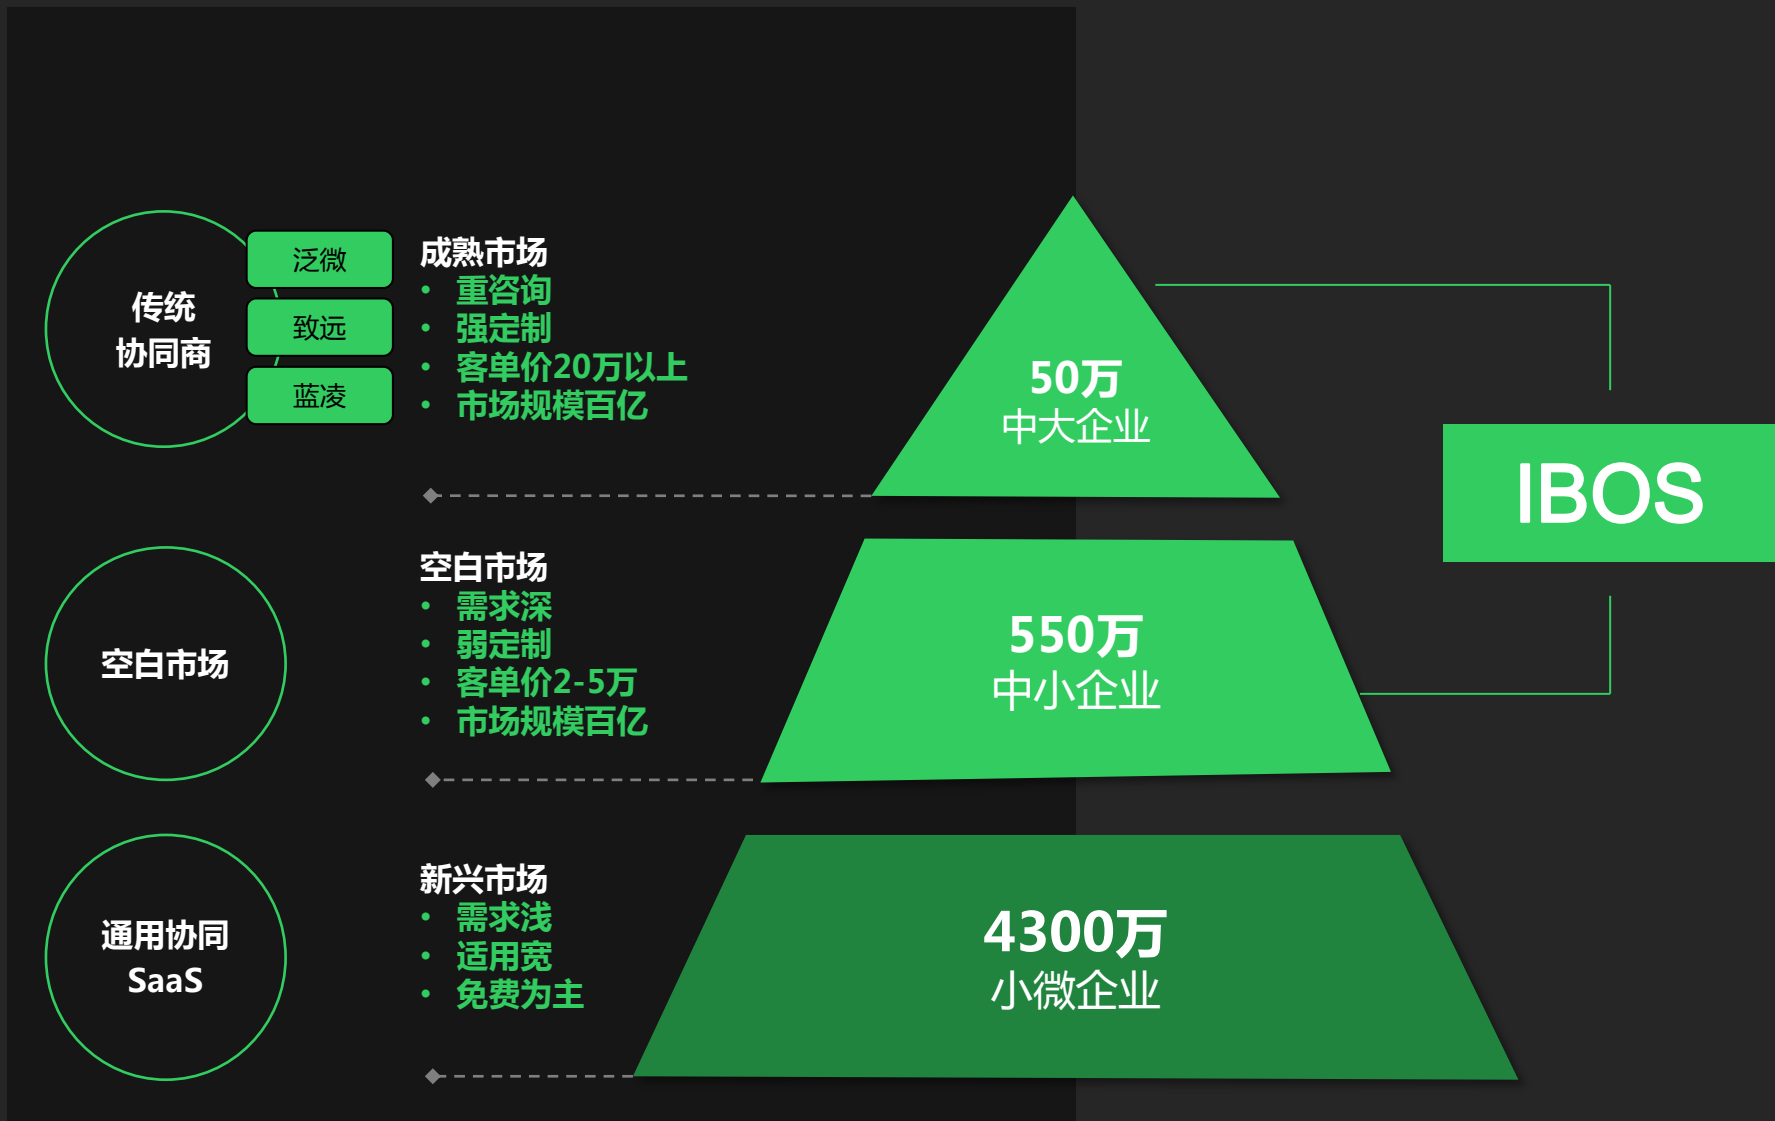 传统
协同商
泛微
致远
蓝凌
成熟市场
• 重咨询
• 强定制
• 客单价20万以上
• 市场规模百亿
50万
中大企业
IBOS
空白市场
空白市场
• 需求深
• 弱定制
• 客单价2-5万
• 市场规模百亿
550万
中小企业
通用协同
SaaS
新兴市场
• 需求浅
• 适用宽
• 免费为主
4300万
小微企业